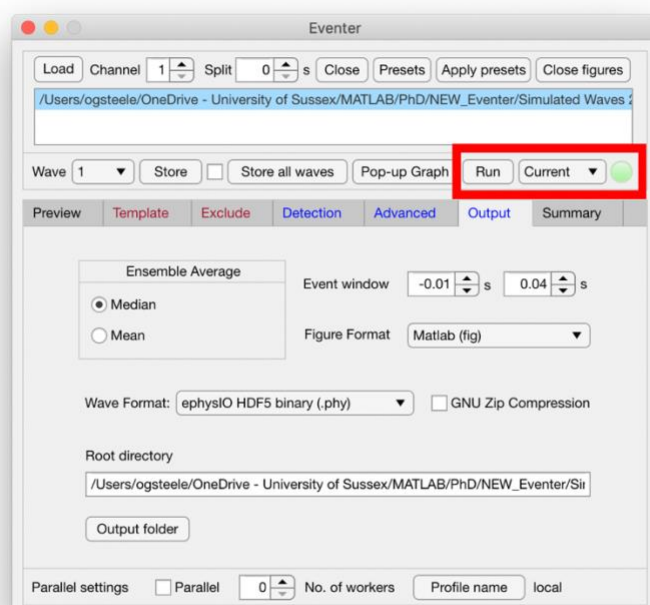 Eventer
Load Channel 1 Split 0 s Close Presets Apply presets Close figures
/Users/ogsteele/OneDrive - University of Sussex/MATLAB/PhD/NEW_Eventer/Simulated Waves 2
Wave 1 Store Store all waves Pop-up Graph Run Current
Preview Template Exclude Detection Advanced Output Summary
Ensemble Average
Event window -0.01 s 0.04 s
Median
Mean
Figure Format Matlab (fig)
Wave Format: ephysIO HDF5 binary (.phy) GNU Zip Compression
Root directory
/Users/ogsteele/OneDrive - University of Sussex/MATLAB/PhD/NEW_Eventer/Sir
Output folder
Parallel settings Parallel 0 No. of workers Profile name local